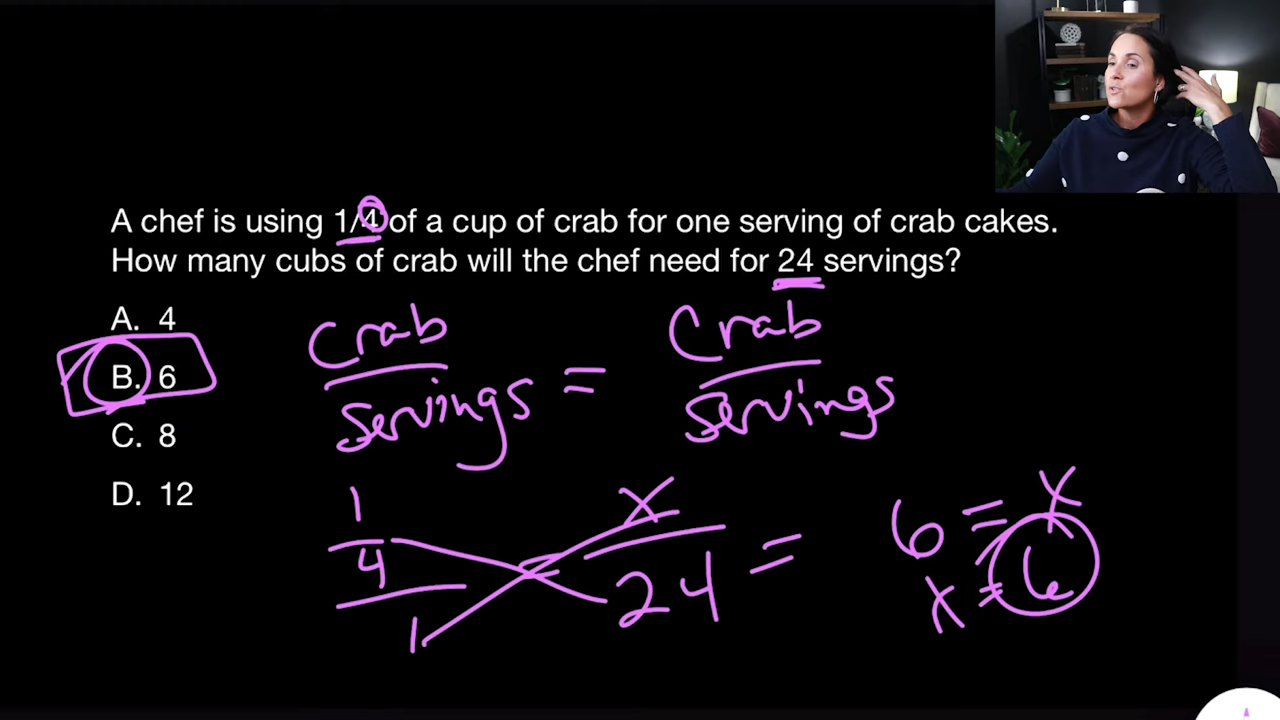 A chef is using 1/4 of a cup of crab for one serving of crab cakes.
How many cubs of crab will the chef need for 24 servings?
A. 4
B. 6
C. 8
D. 12
Crab = Crab
servings servings
1 x
4 = 24 =
1
6 = x
x = 6